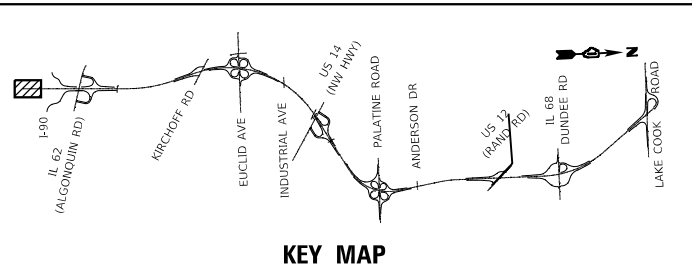 I-90
IL 62
(ALGONQUIN RD)
KIRCHOFF RD
EUCLID AVE
INDUSTRIAL AVE
US 14
(NW HWY)
PALATINE ROAD
ANDERSON DR
US 12
(RAND RD)
IL 68
DUNDEE RD
LAKE COOK ROAD
N
KEY MAP